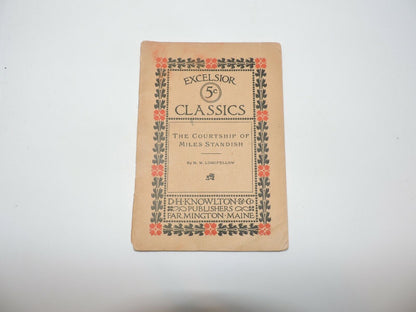 EXCELSIOR
5c
CLASSICS
THE COURTSHIP OF
MILES STANDISH
By H. W. LONGFELLOW
D·H·KNOWLTON & CO
PUBLISHERS
FARMINGTON·MAINE